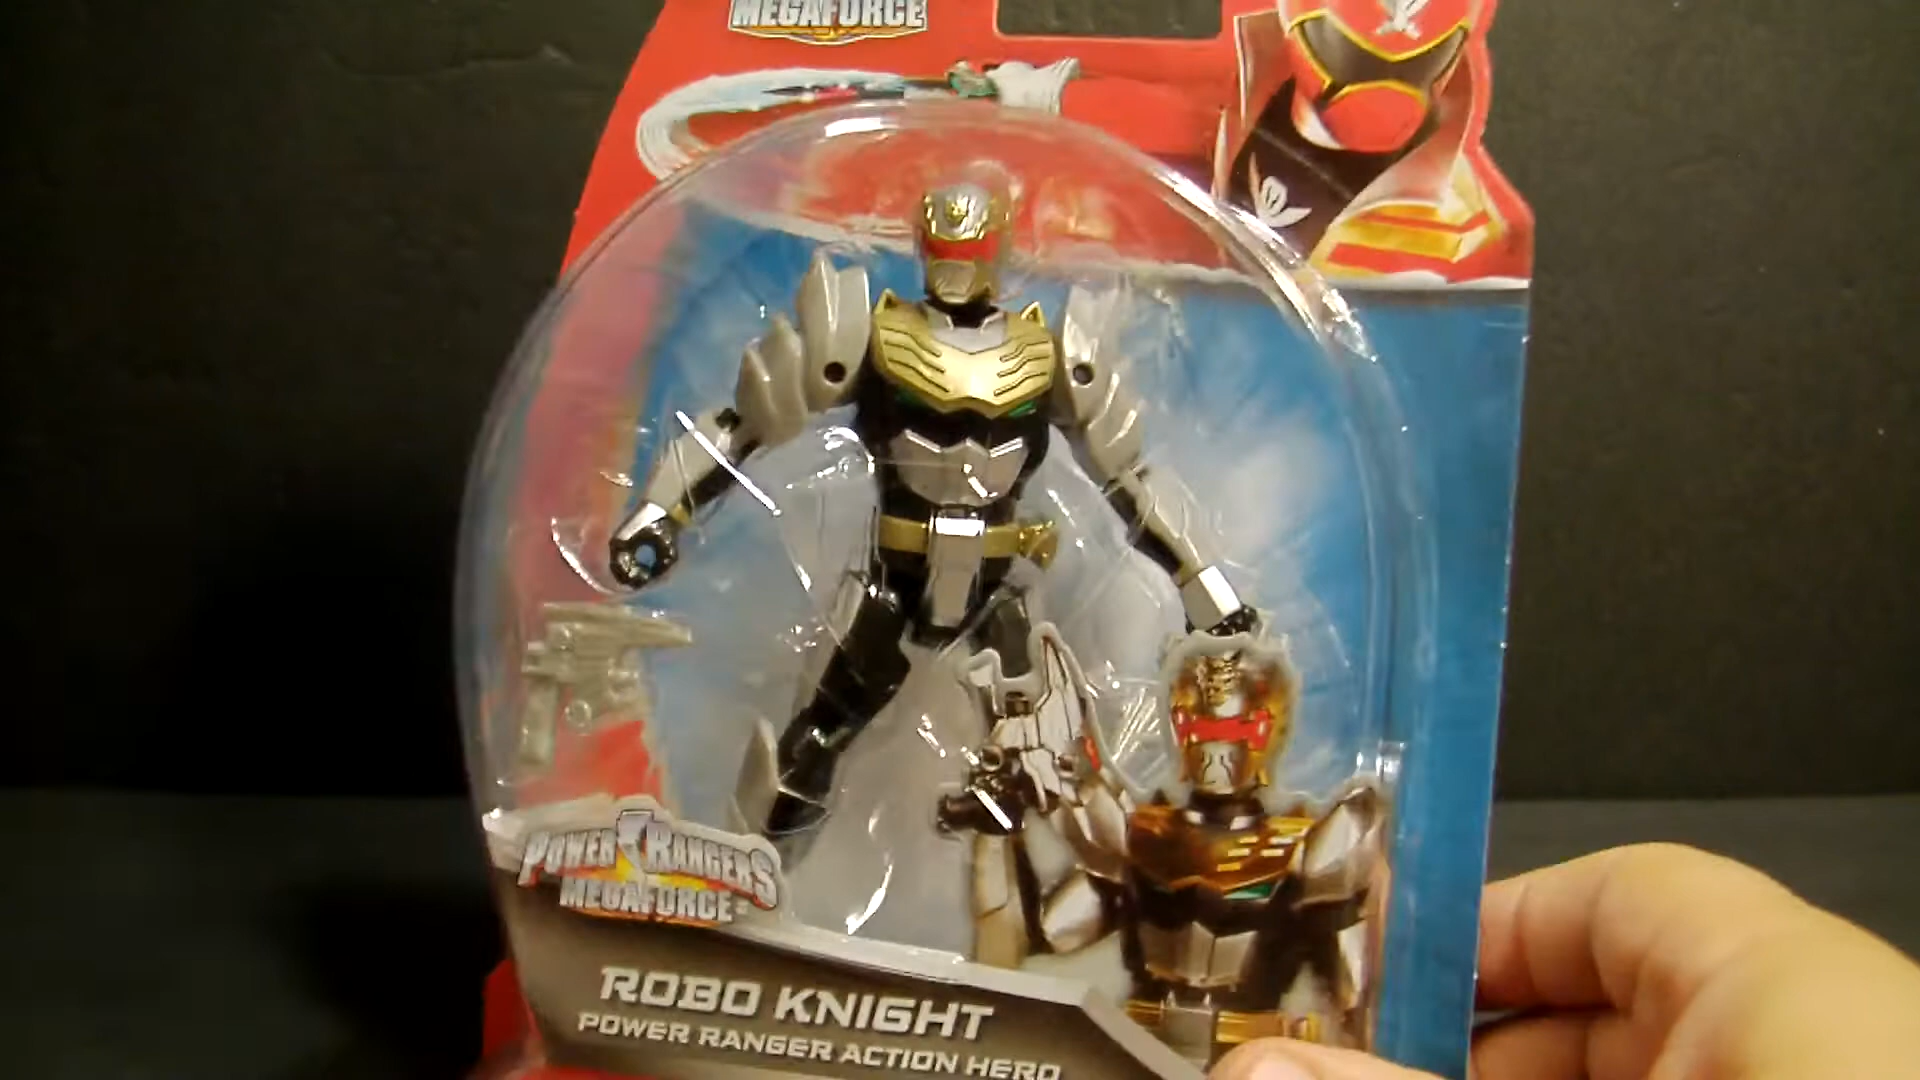 MEGAFORCE
POWER RANGERS
MEGAFORCE
ROBO KNIGHT
POWER RANGER ACTION HERO